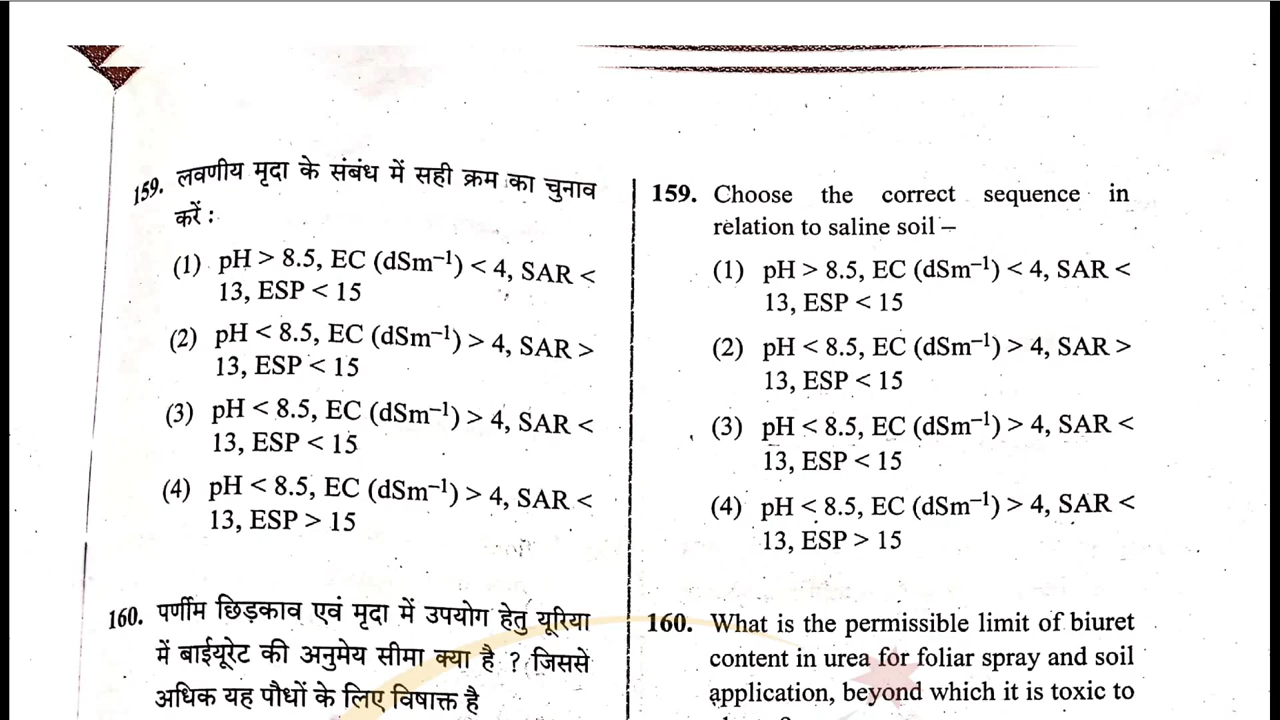 159. लवणीय मृदा के संबंध में सही क्रम का चुनाव
करें :
(1) pH > 8.5, EC (dSm⁻¹) < 4, SAR <
13, ESP < 15
(2) pH < 8.5, EC (dSm⁻¹) > 4, SAR >
13, ESP < 15
(3) pH < 8.5, EC (dSm⁻¹) > 4, SAR <
13, ESP < 15
(4) pH < 8.5, EC (dSm⁻¹) > 4, SAR <
13, ESP > 15
160. पर्णीम छिड़काव एवं मृदा में उपयोग हेतु यूरिया
में बाईयूरेट की अनुमेय सीमा क्या है ? जिससे
अधिक यह पौधों के लिए विषाक्त है
159. Choose the correct sequence in
relation to saline soil –
(1) pH > 8.5, EC (dSm⁻¹) < 4, SAR <
13, ESP < 15
(2) pH < 8.5, EC (dSm⁻¹) > 4, SAR >
13, ESP < 15
(3) pH < 8.5, EC (dSm⁻¹) > 4, SAR <
13, ESP < 15
(4) pH < 8.5, EC (dSm⁻¹) > 4, SAR <
13, ESP > 15
160. What is the permissible limit of biuret
content in urea for foliar spray and soil
application, beyond which it is toxic to